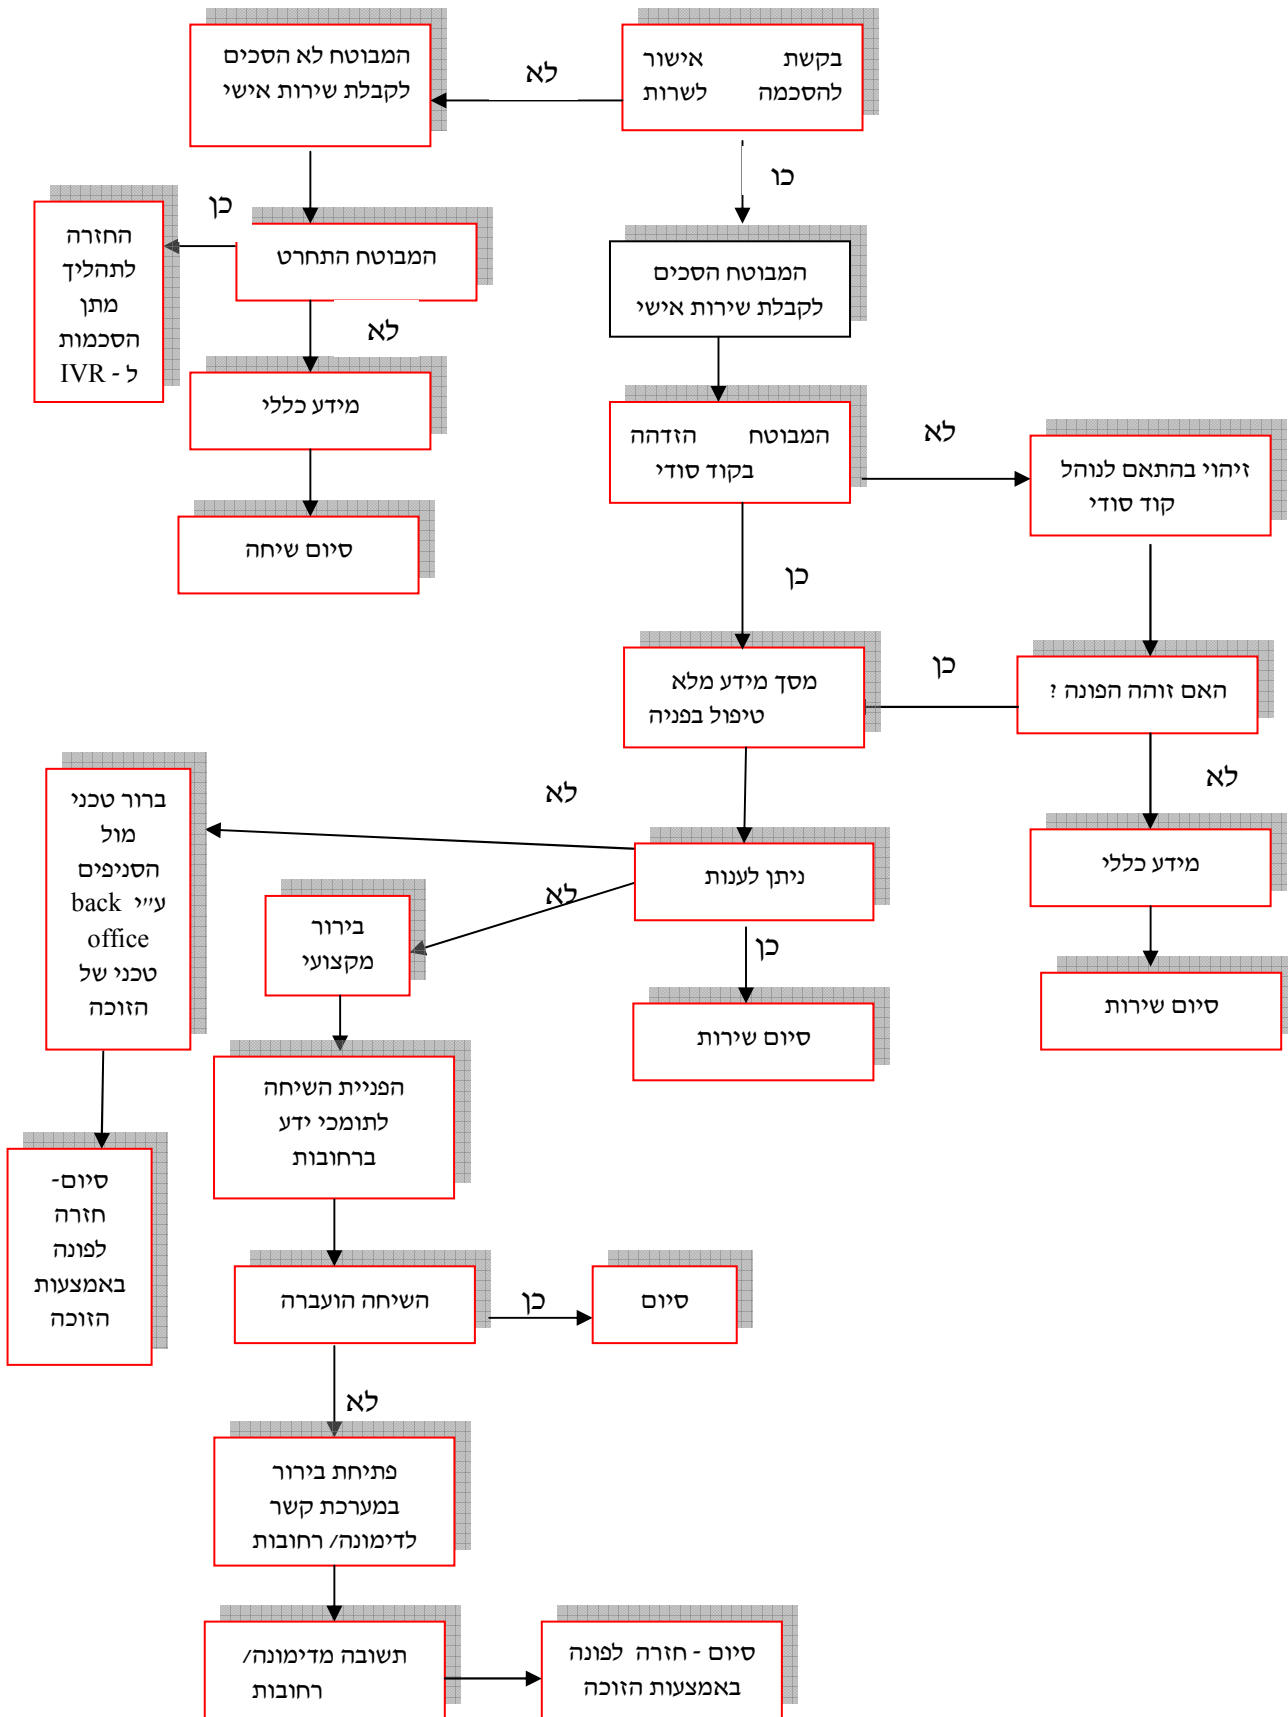 בקשת אישור
להסכמה לשרות
לא
המבוטח לא הסכים
לקבלת שירות אישי
כו
כן
המבוטח התחרט
החזרה
לתהליך
מתן
הסכמות
ל - IVR
המבוטח הסכים
לקבלת שירות אישי
לא
מידע כללי
סיום שיחה
המבוטח הזדהה
בקוד סודי
לא
זיהוי בהתאם לנוהל
קוד סודי
כן
מסך מידע מלא
טיפול בפניה
כן
האם זוהה הפונה ?
לא
מידע כללי
סיום שירות
ניתן לענות
לא
לא
כן
סיום שירות
ברור טכני
מול
הסניפים
ע״י back
office
טכני של
הזוכה
סיום-
חזרה
לפונה
באמצעות
הזוכה
בירור
מקצועי
הפניית השיחה
לתומכי ידע
ברחובות
השיחה הועברה
כן
סיום
לא
פתיחת בירור
במערכת קשר
לדימונה/ רחובות
תשובה מדימונה/
רחובות
סיום - חזרה לפונה
באמצעות הזוכה